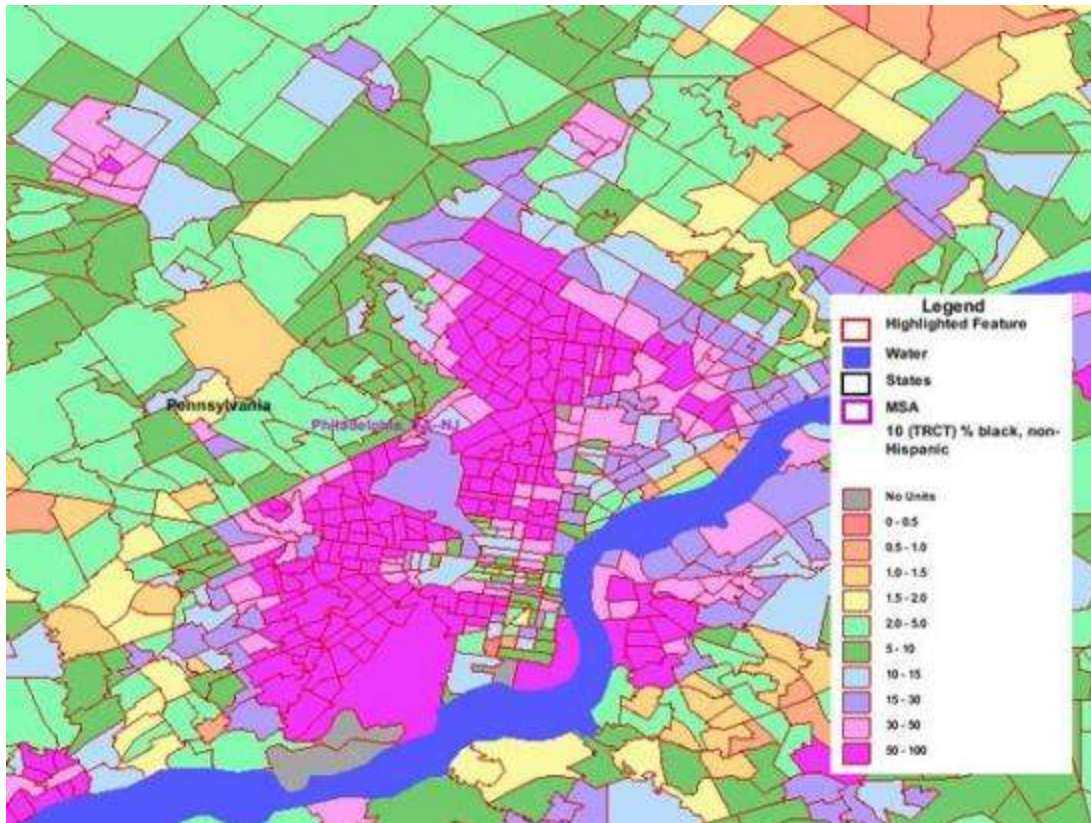 Legend
Highlighted Feature
Water
States
MSA
10 (TRCT) % black, non-
Hispanic
No Units
0 - 0.5
0.5 - 1.0
1.0 - 1.5
1.5 - 2.0
2.0 - 5.0
5 - 10
10 - 15
15 - 30
30 - 50
50 - 100
Pennsylvania
Philadelphia, --NJ